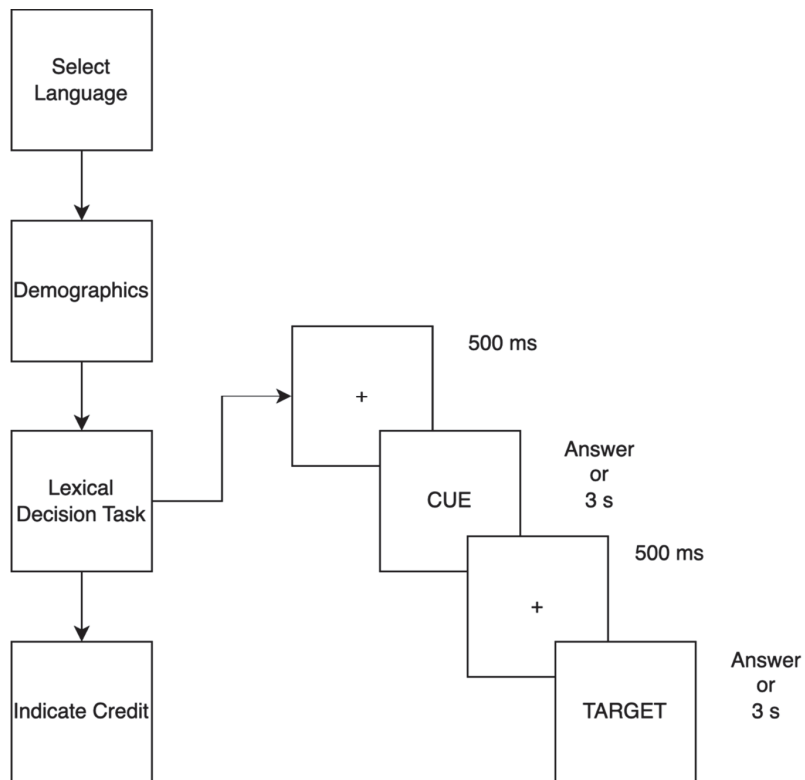 Select
Language
Demographics
Lexical
Decision Task
Indicate Credit
+
500 ms
CUE
Answer
or
3 s
+
500 ms
TARGET
Answer
or
3 s